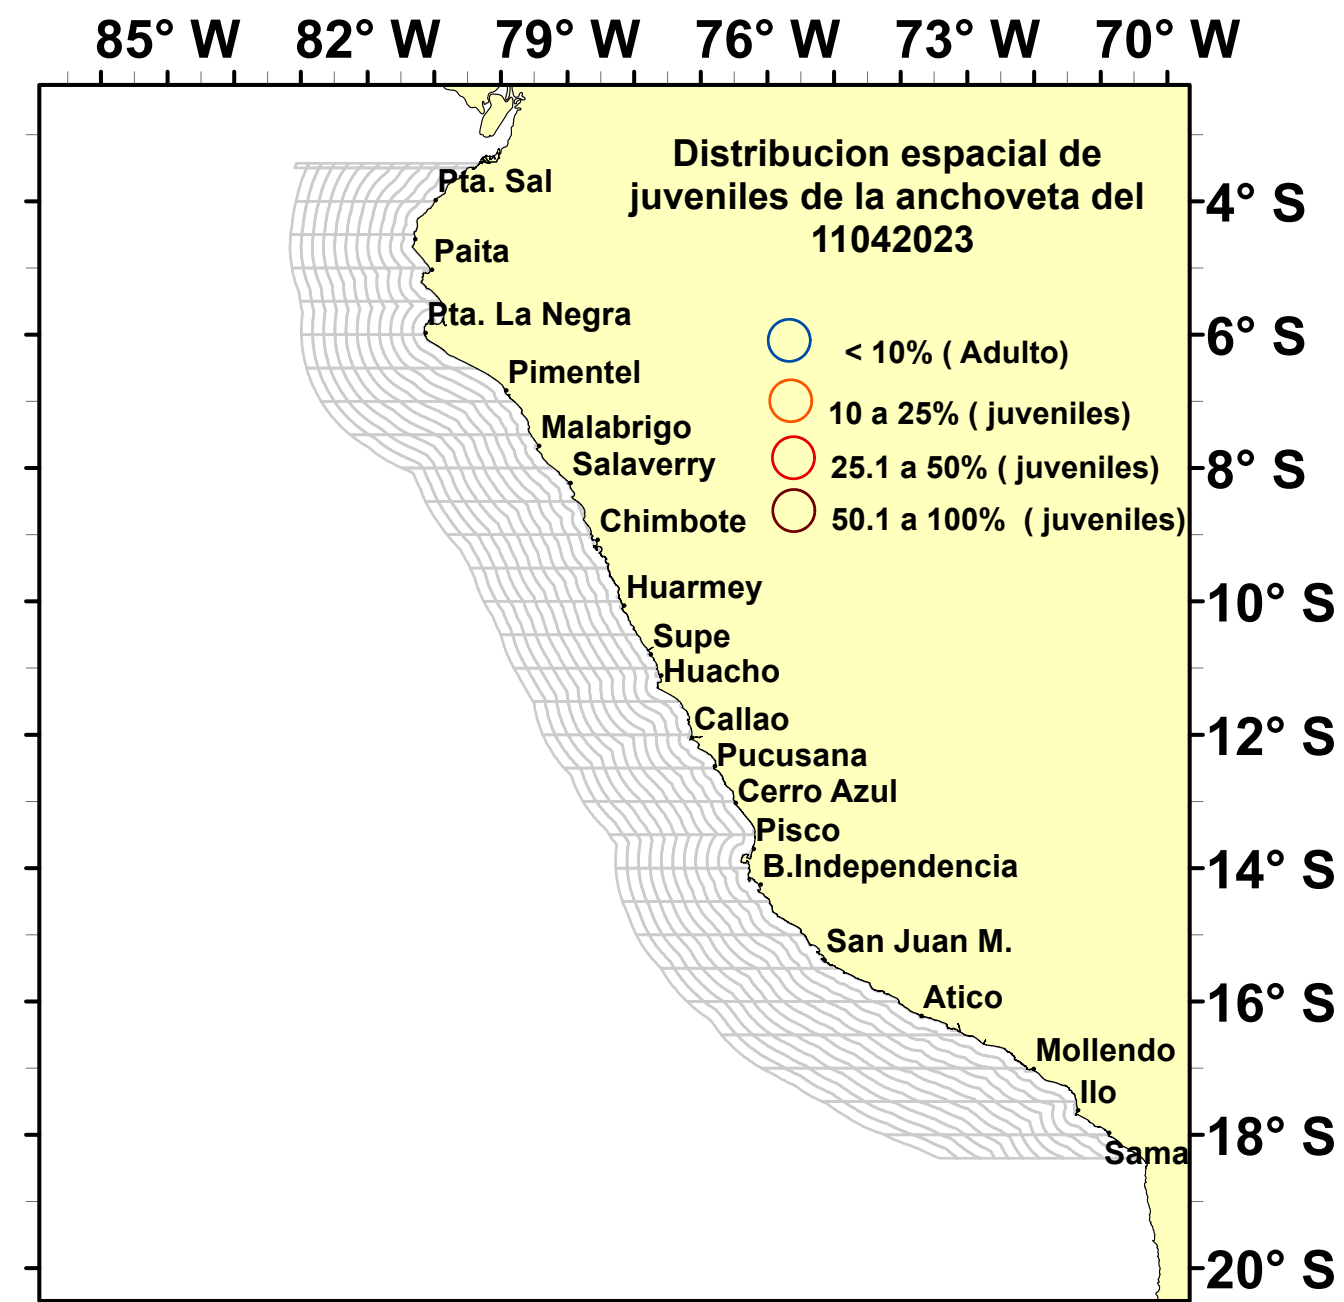 85° W 82° W 79° W 76° W 73° W 70° W
Distribucion espacial de
juveniles de la anchoveta del
11042023
Pta. Sal
4° S
Paita
Pta. La Negra
6° S
< 10% ( Adulto)
Pimentel
10 a 25% ( juveniles)
Malabrigo
Salaverry
25.1 a 50% ( juveniles)
8° S
Chimbote
50.1 a 100%  ( juveniles)
Huarmey
10° S
Supe
Huacho
Callao
12° S
Pucusana
Cerro Azul
Pisco
B.Independencia
14° S
San Juan M.
Atico
16° S
Mollendo
Ilo
18° S
Sama
20° S